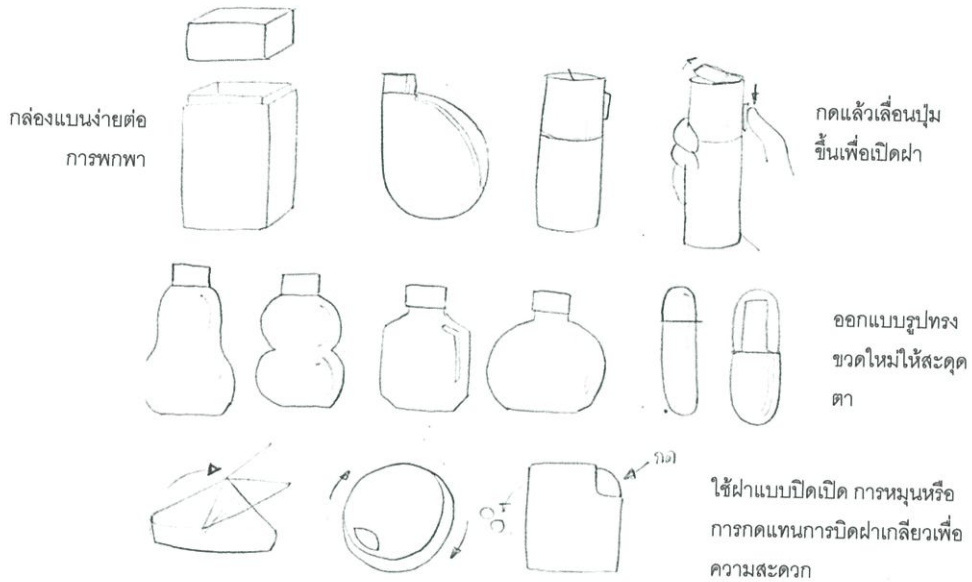 กล่องแบนง่ายต่อ
การพกพา
กดแล้วเลื่อนปุ่ม
ขึ้นเพื่อเปิดฝา
ออกแบบรูปทรง
ขวดใหม่ให้สะดุด
ตา
กด
ใช้ฝาแบบปิดเปิด การหมุนหรือ
การกดแทนการบิดฝาเกลียวเพื่อ
ความสะดวก